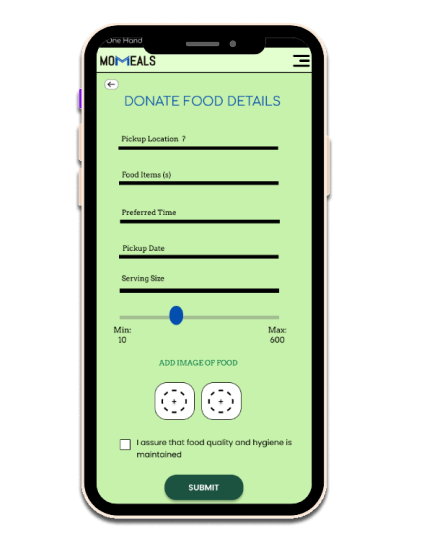 One Hand
MOMEALS
DONATE FOOD DETAILS
Pickup Location ?
Food Items (s)
Preferred Time
Pickup Date
Serving Size
Min: Max:
10 600
ADD IMAGE OF FOOD
I assure that food quality and hygiene is
maintained
SUBMIT